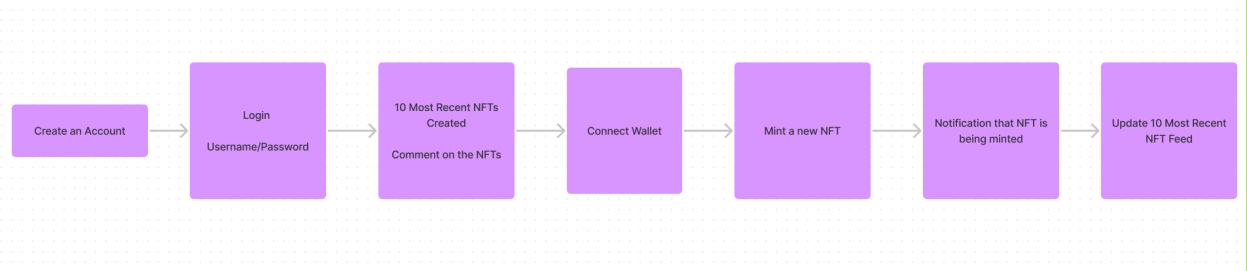 Create an Account
Login
Username/Password
10 Most Recent NFTs
Created
Comment on the NFTs
Connect Wallet
Mint a new NFT
Notification that NFT is
being minted
Update 10 Most Recent
NFT Feed